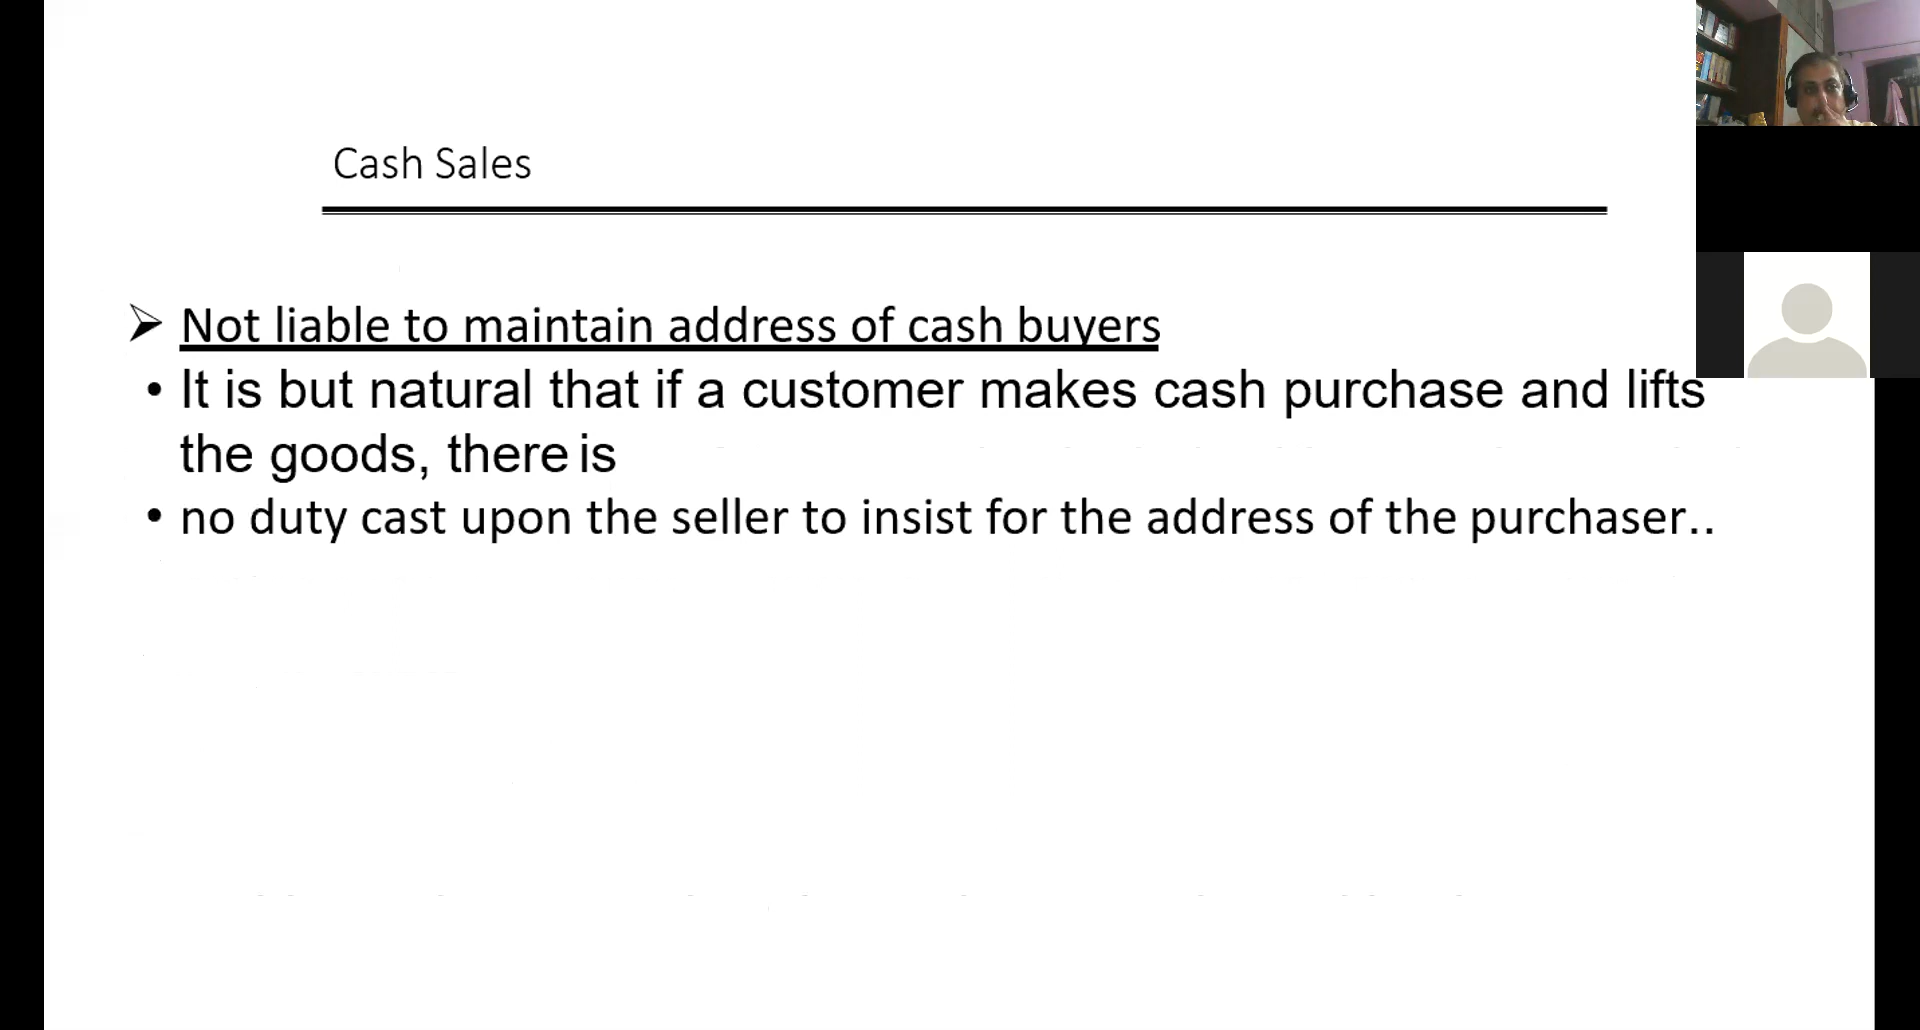 Cash Sales
➢ Not liable to maintain address of cash buyers
• It is but natural that if a customer makes cash purchase and lifts
the goods, there is
• no duty cast upon the seller to insist for the address of the purchaser..